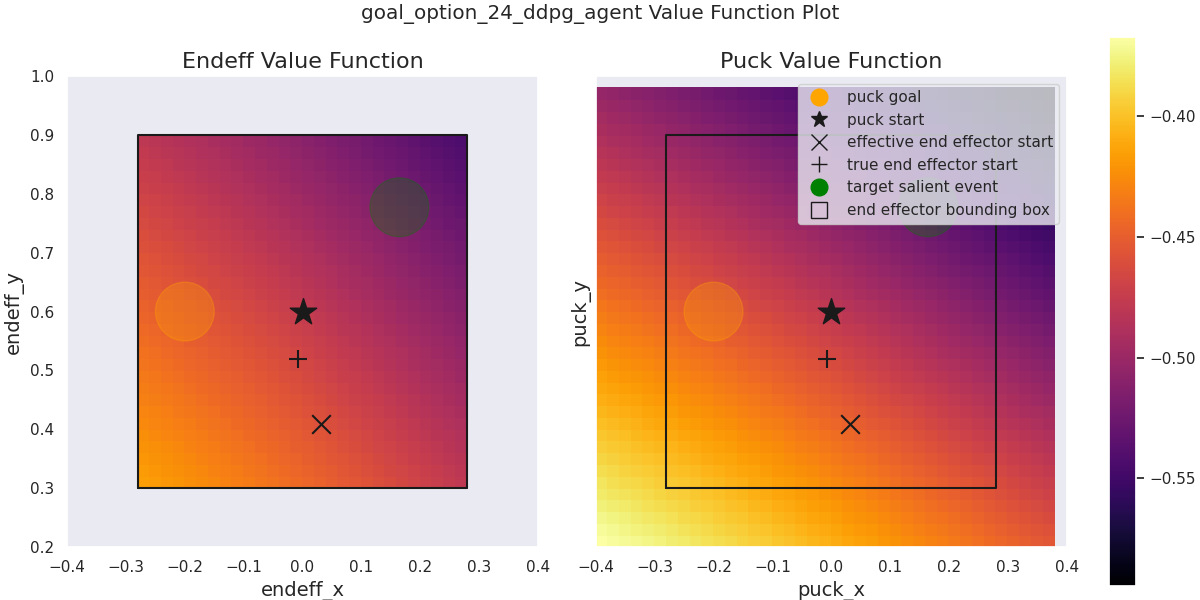 goal_option_24_ddpg_agent Value Function Plot
Endeff Value Function
1.0
0.9
0.8
0.7
0.6
0.5
0.4
0.3
0.2
endeff_y
−0.4 −0.3 −0.2 −0.1 0.0 0.1 0.2 0.3 0.4
endeff_x
Puck Value Function
puck goal
puck start
effective end effector start
true end effector start
target salient event
end effector bounding box
puck_y
−0.4 −0.3 −0.2 −0.1 0.0 0.1 0.2 0.3 0.4
puck_x
−0.40
−0.45
−0.50
−0.55